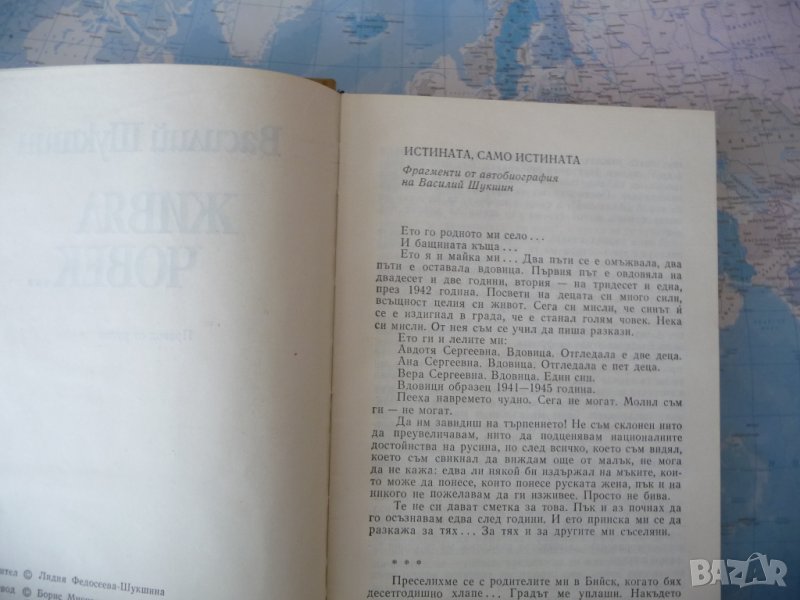 Василий Шукшин
ЖИВЯЛ
ЧОВЕК...
© Лидия Федосеева-Шукшина
© Борис
ИСТИНАТА, САМО ИСТИНАТА
Фрагменти от автобиография
на Василий Шукшин
Ето го родното ми село...
И бащината къща...
Ето я и майка ми... Два пъти се е омъжвала, два
пъти е оставала вдовица. Първия път е овдовяла на
двадесет и две години, втория — на тридесет и една,
през 1942 година. Посвети на децата си много сили,
всъщност целия си живот. Сега си мисли, че синът ѝ
се е издигнал в града, че е станал голям човек. Нека
си мисли. От нея съм се учил да пиша разкази.
Ето ги и лелите ми:
Авдотя Сергеевна. Вдовица. Отгледала е две деца.
Ана Сергеевна. Вдовица. Отгледала е пет деца.
Вера Сергеевна. Вдовица. Един син.
Вдовици образец 1941—1945 година.
Пееха навремето чудно. Сега не могат. Молил съм
ги — не могат.
Да им завидиш на търпението! Не съм склонен нито
да преувеличавам, нито да подценявам националните
достойнства на русина, но след всичко, което съм видял,
което съм свикнал да виждам още от малък, не мога
да не кажа: едва ли някой би издържал на мъките, кои-
то може да понесе, които понесе руската жена, пък и на
никого не пожелавам да ги изживее. Просто не бива.
Те не си дават сметка за това. Пък и аз почнах да
го осъзнавам едва след години. И ето прииска ми се да
разкажа за тях... За тях и за другите ми съселяни.
* * *
Преселихме се с родителите ми в Бийск, когато бях
десетгодишно хлапе... Градът ме уплаши. Накъдето
bazar.bg